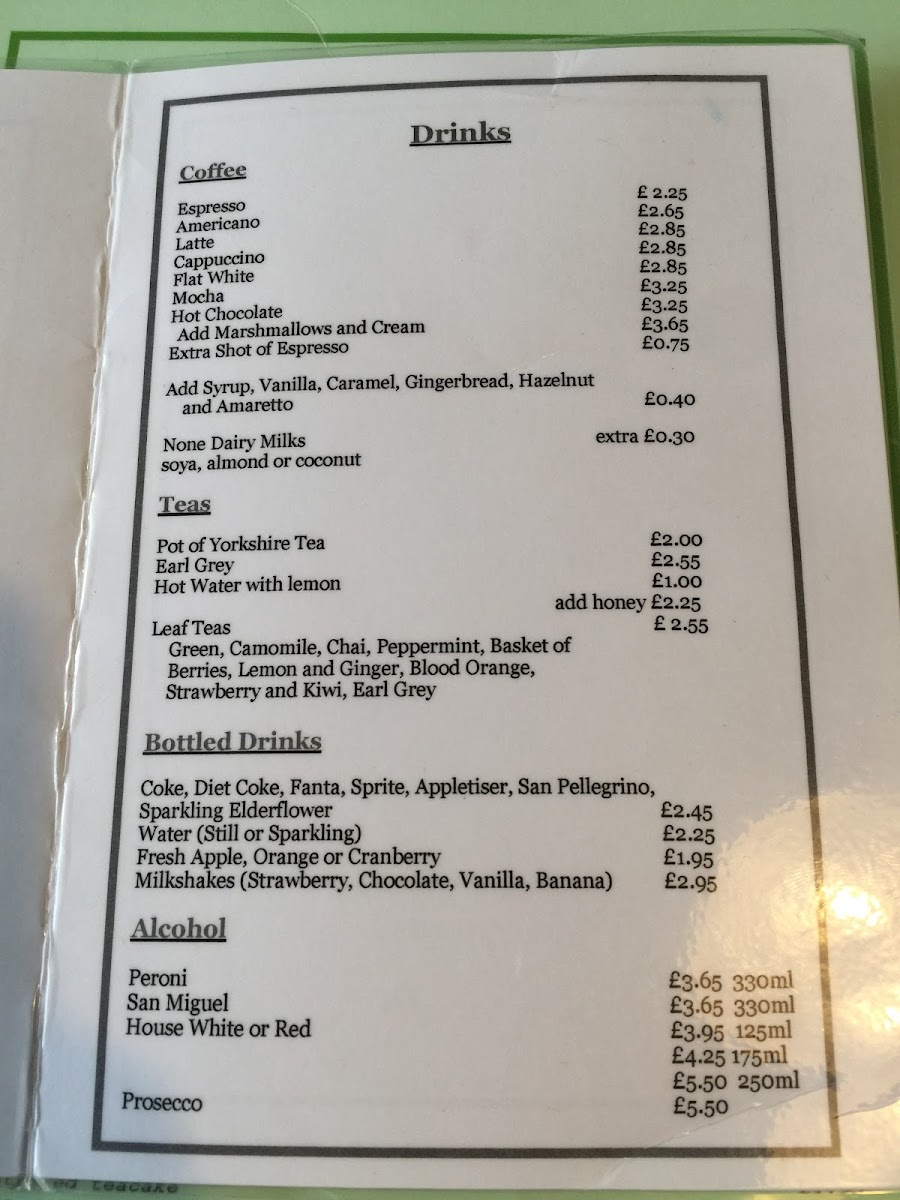 Drinks
Coffee
Espresso £ 2.25
Americano £2.65
Latte £2.85
Cappuccino £2.85
Flat White £2.85
Mocha £3.25
Hot Chocolate £3.25
Add Marshmallows and Cream £3.65
Extra Shot of Espresso £0.75
Add Syrup, Vanilla, Caramel, Gingerbread, Hazelnut
and Amaretto £0.40
None Dairy Milks extra £0.30
soya, almond or coconut
Teas
Pot of Yorkshire Tea £2.00
Earl Grey £2.55
Hot Water with lemon £1.00
add honey £2.25
Leaf Teas £ 2.55
Green, Camomile, Chai, Peppermint, Basket of
Berries, Lemon and Ginger, Blood Orange,
Strawberry and Kiwi, Earl Grey
Bottled Drinks
Coke, Diet Coke, Fanta, Sprite, Appletiser, San Pellegrino,
Sparkling Elderflower £2.45
Water (Still or Sparkling) £2.25
Fresh Apple, Orange or Cranberry £1.95
Milkshakes (Strawberry, Chocolate, Vanilla, Banana) £2.95
Alcohol
Peroni £3.65 330ml
San Miguel £3.65 330ml
House White or Red £3.95 125ml
£4.25 175ml
£5.50 250ml
Prosecco £5.50
teacake